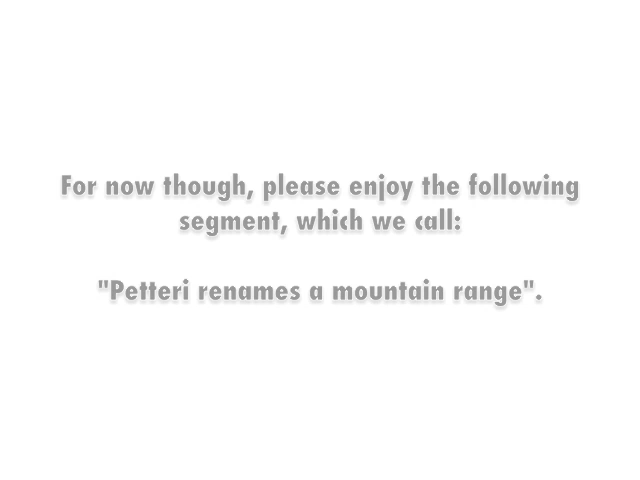 For now though, please enjoy the following
segment, which we call:
"Petteri renames a mountain range".